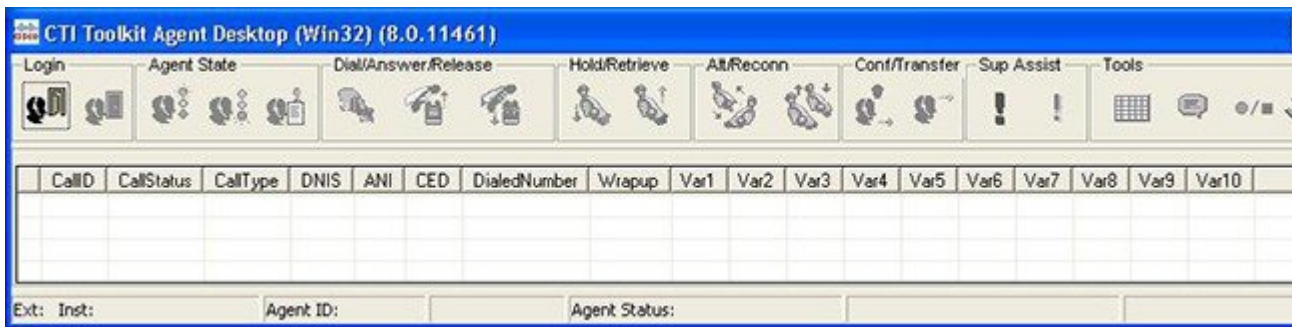 CTI Toolkit Agent Desktop (Win32) (8.0.11461)
Login Agent State Dial/Answer/Release Hold/Retrieve Alt/Reconn Conf/Transfer Sup Assist Tools
CallID CallStatus CallType DNIS ANI CED DialedNumber Wrapup Var1 Var2 Var3 Var4 Var5 Var6 Var7 Var8 Var9 Var10
Ext: Inst: Agent ID: Agent Status: